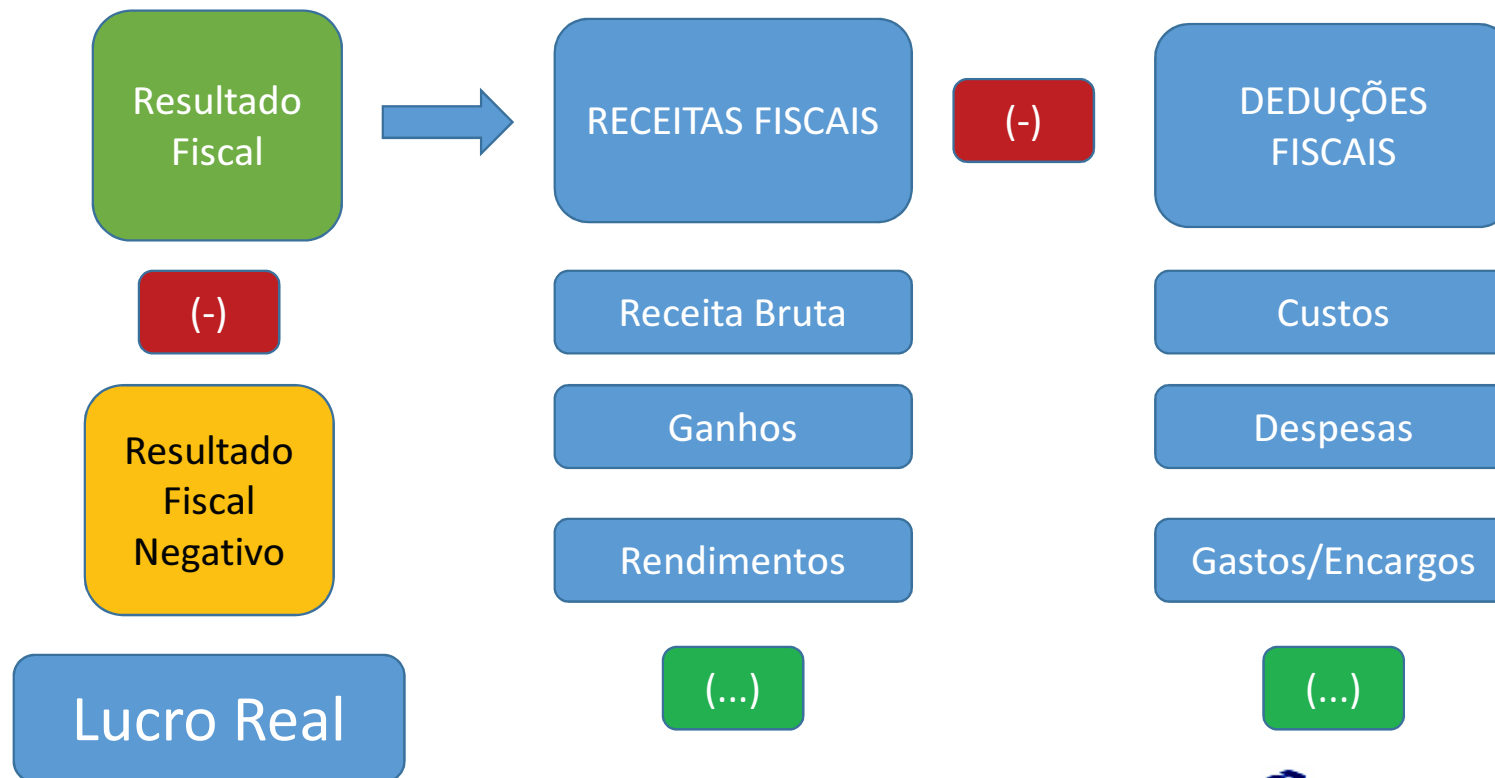 Resultado
Fiscal
RECEITAS FISCAIS
(-)
DEDUÇÕES
FISCAIS
(-)
Receita Bruta
Custos
Resultado
Fiscal
Negativo
Ganhos
Despesas
Rendimentos
Gastos/Encargos
Lucro Real
(...)
(...)